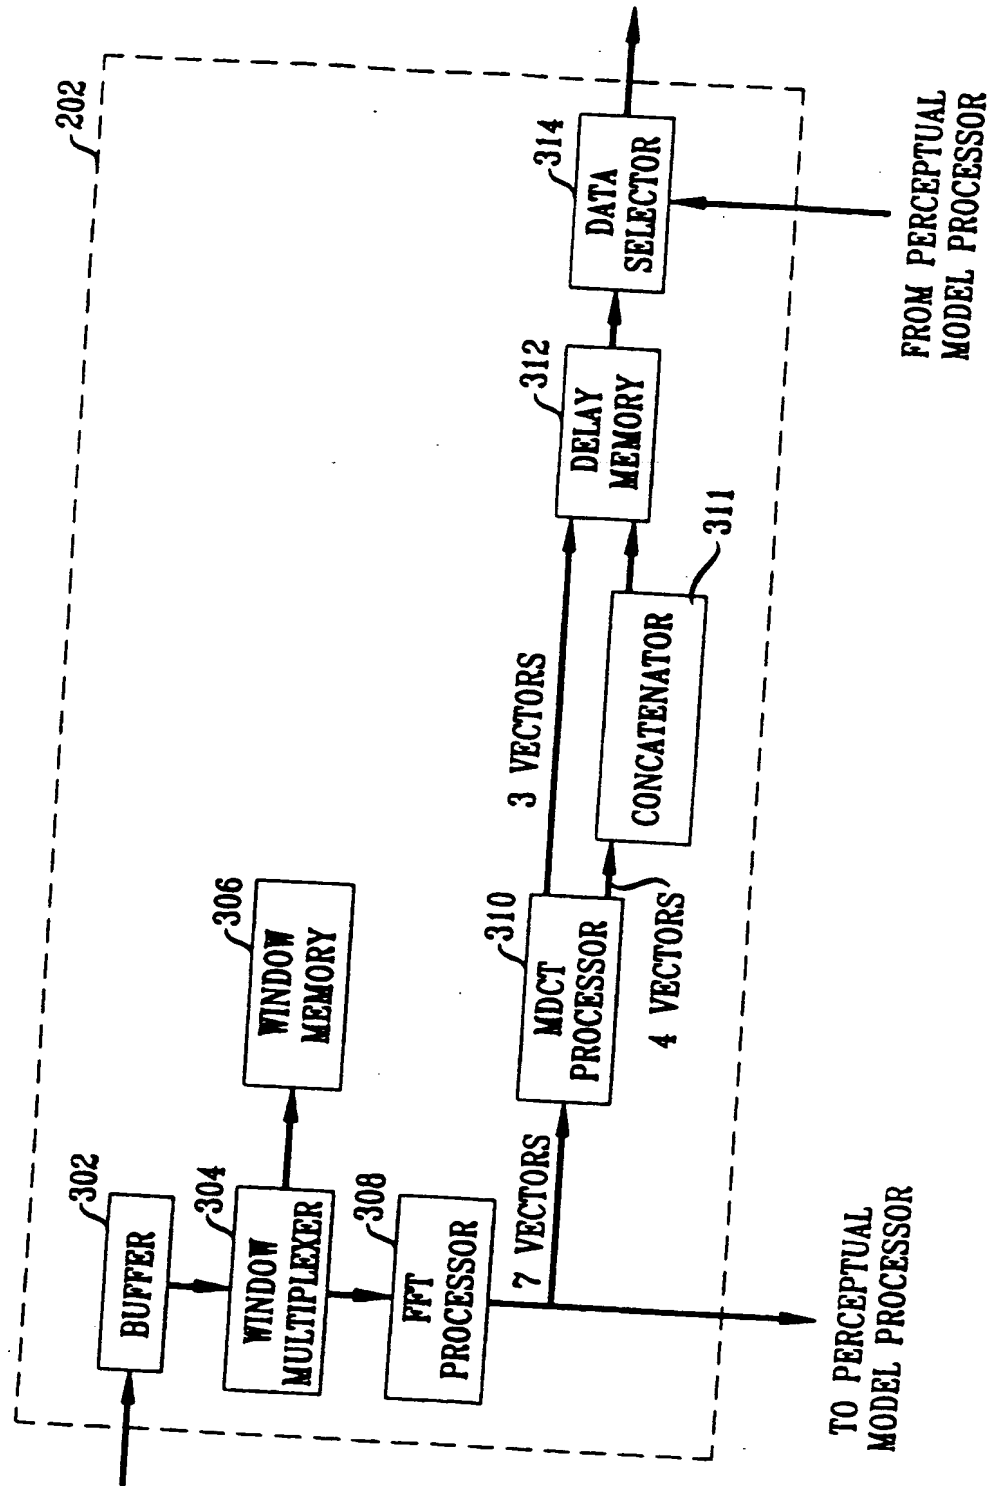 202
302
BUFFER
304
WINDOW
MULTIPLEXER
306
WINDOW
MEMORY
308
FFT
PROCESSOR
7 VECTORS
TO PERCEPTUAL
MODEL PROCESSOR
310
MDCT
PROCESSOR
3 VECTORS
4 VECTORS
CONCATENATOR
311
312
DELAY
MEMORY
314
DATA
SELECTOR
FROM PERCEPTUAL
MODEL PROCESSOR